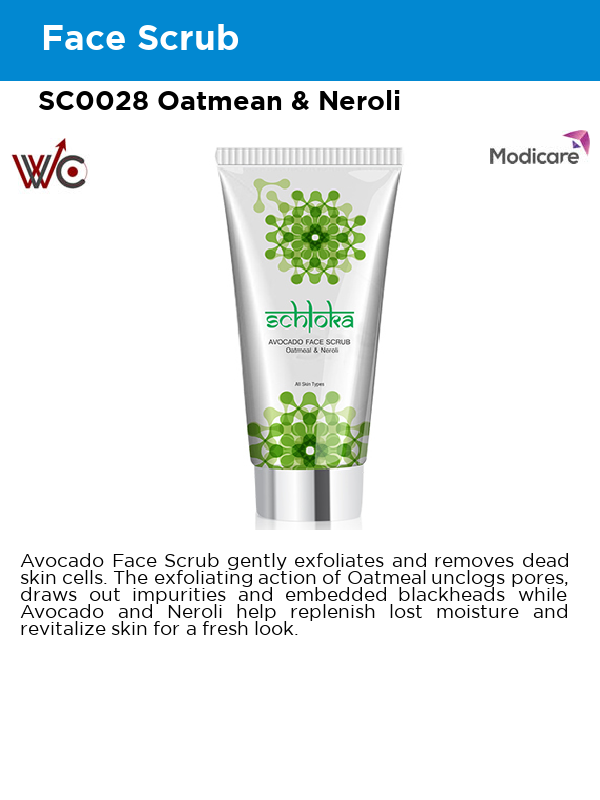 Face Scrub
SC0028 Oatmean & Neroli
WC
Modicare
schloka
AVOCADO FACE SCRUB
Oatmeal & Neroli
All Skin Types
Avocado Face Scrub gently exfoliates and removes dead
skin cells. The exfoliating action of Oatmeal unclogs pores,
draws out impurities and embedded blackheads while
Avocado and Neroli help replenish lost moisture and
revitalize skin for a fresh look.